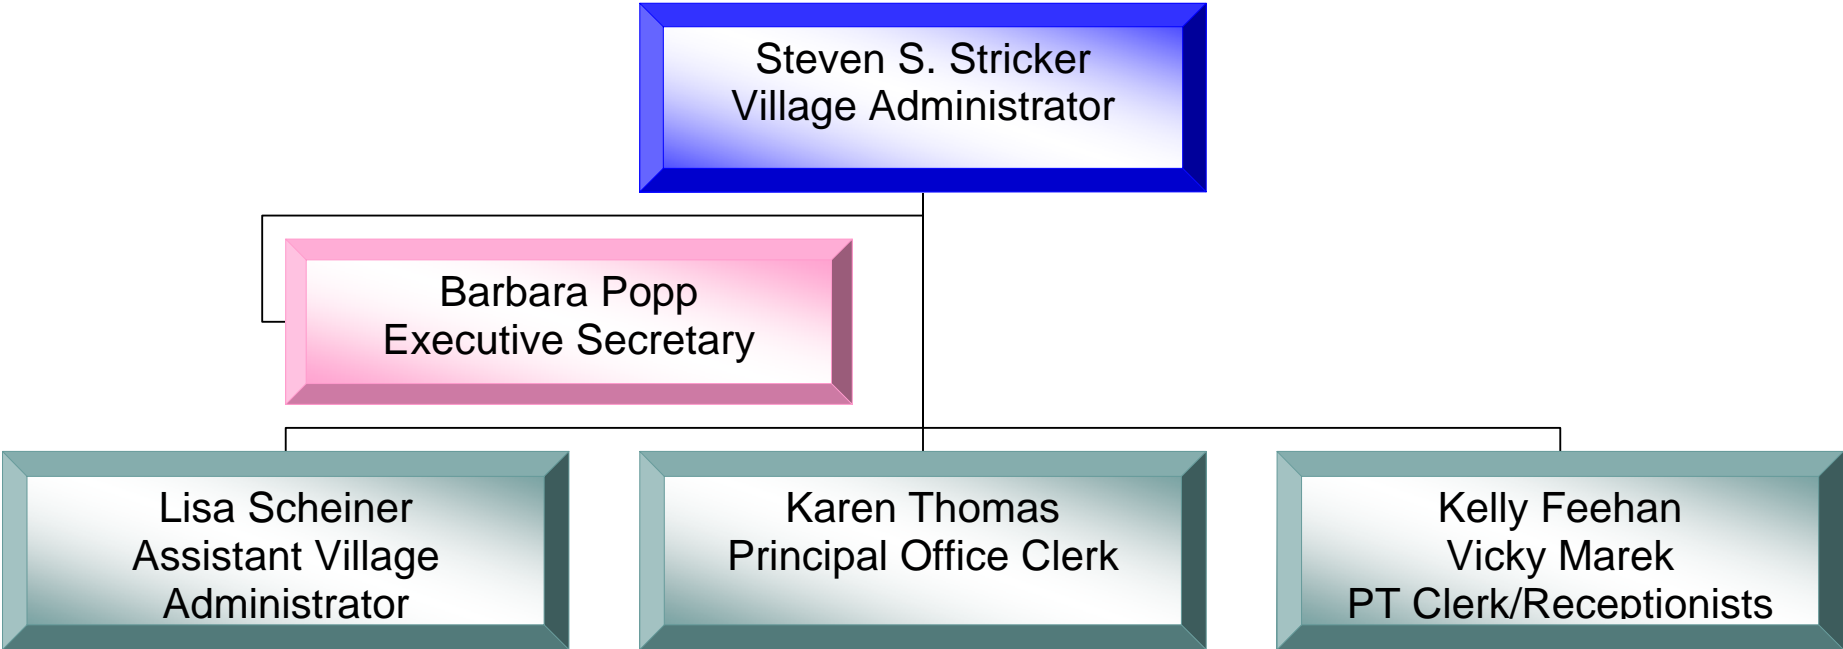 Steven S. Stricker
Village Administrator
Barbara Popp
Executive Secretary
Lisa Scheiner
Assistant Village
Administrator
Karen Thomas
Principal Office Clerk
Kelly Feehan
Vicky Marek
PT Clerk/Receptionists